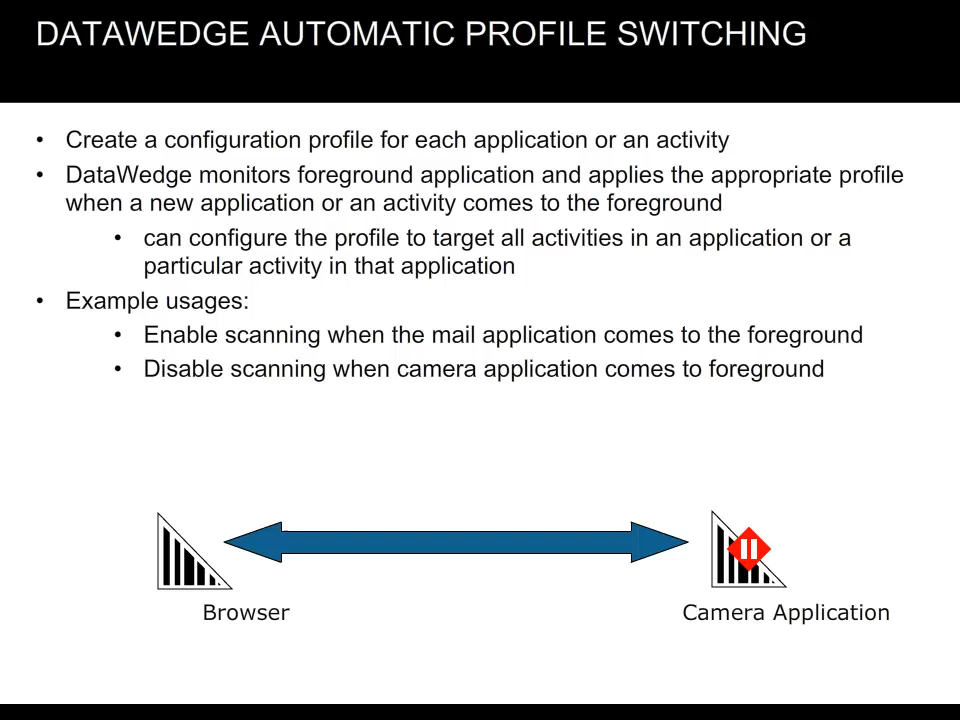 DATAWEDGE AUTOMATIC PROFILE SWITCHING
• Create a configuration profile for each application or an activity
• DataWedge monitors foreground application and applies the appropriate profile
when a new application or an activity comes to the foreground
• can configure the profile to target all activities in an application or a
particular activity in that application
• Example usages:
• Enable scanning when the mail application comes to the foreground
• Disable scanning when camera application comes to foreground
Browser
Camera Application